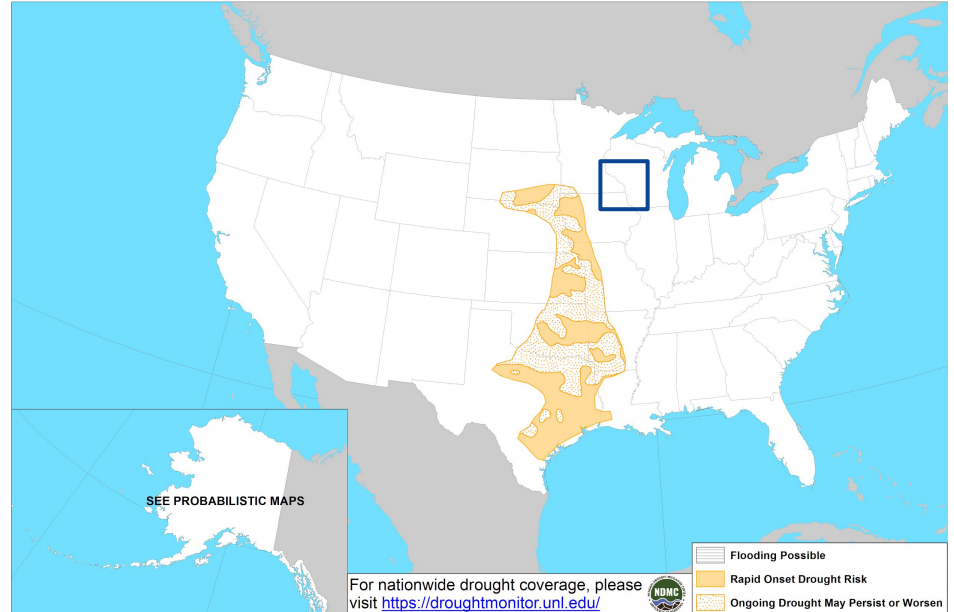 SEE PROBABILISTIC MAPS
For nationwide drought coverage, please
visit https://droughtmonitor.unl.edu/
NDMC
Flooding Possible
Rapid Onset Drought Risk
Ongoing Drought May Persist or Worsen